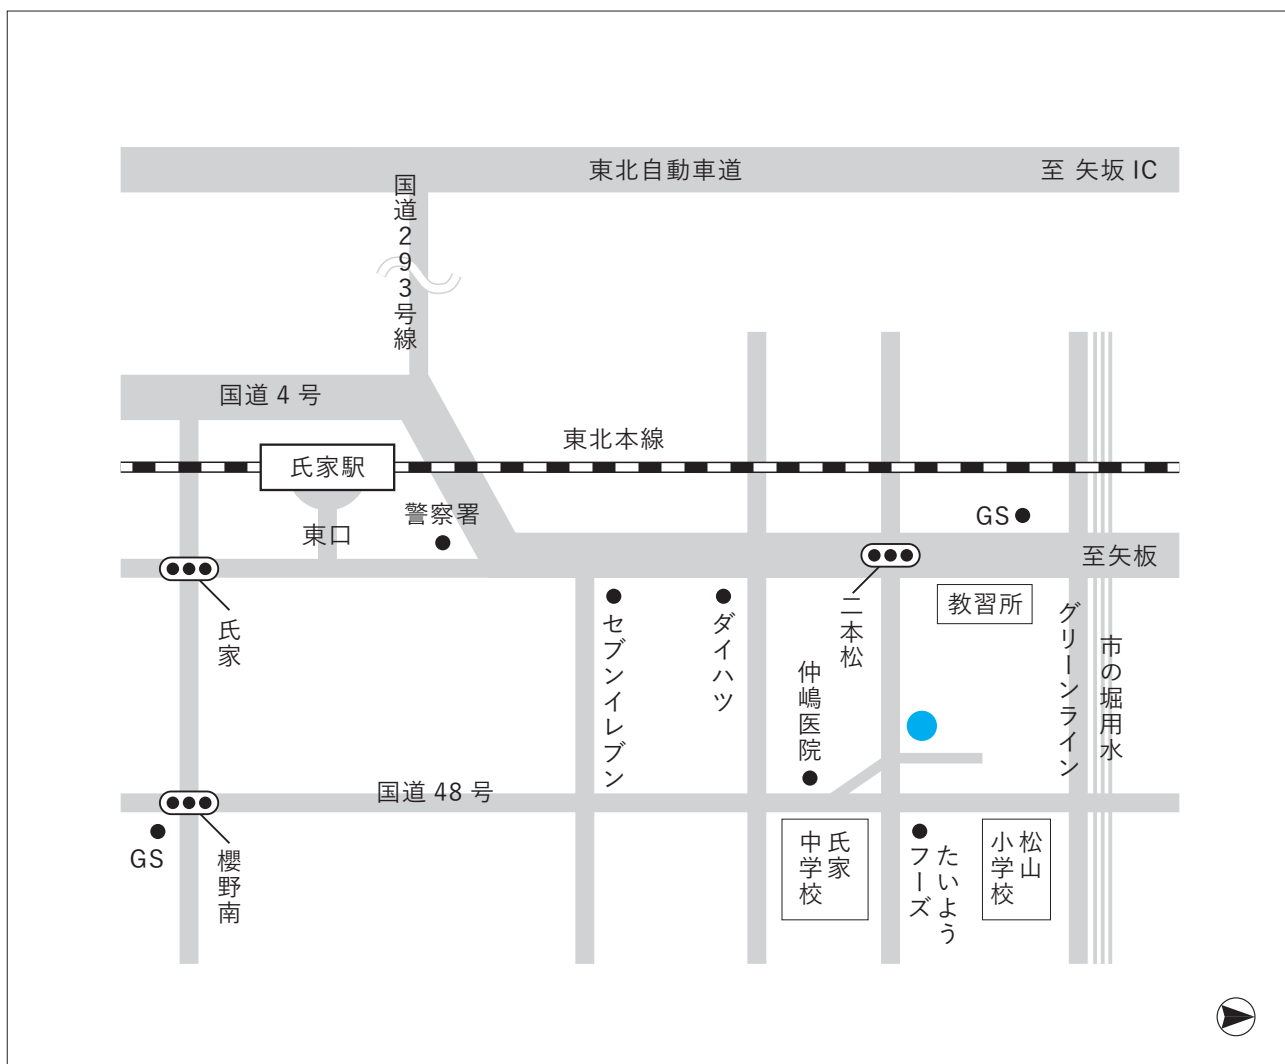 東北自動車道
至 矢坂 IC
国道293号線
国道 4 号
東北本線
氏家駅
警察署
東口
GS
至矢板
教習所
氏家
セブンイレブン
ダイハツ
二本松
仲嶋医院
グリーンライン
市の堀用水
国道 48 号
GS
櫻野南
氏家
中学校
たいよう
フーズ
松山
小学校